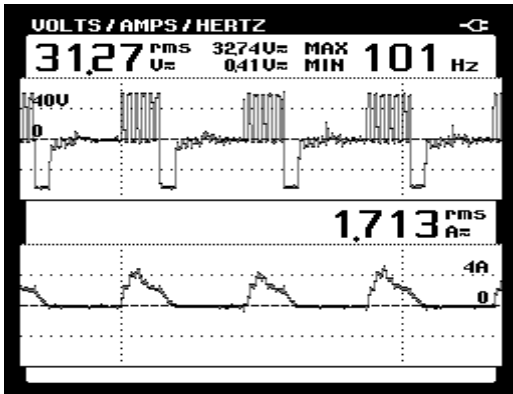 VOLTS/AMPS/HERTZ
31.27 rms V≂ 32.74V≂ MAX 101 Hz
0.41V≂ MIN
40V
0
1.713 rms A≂
4A
0